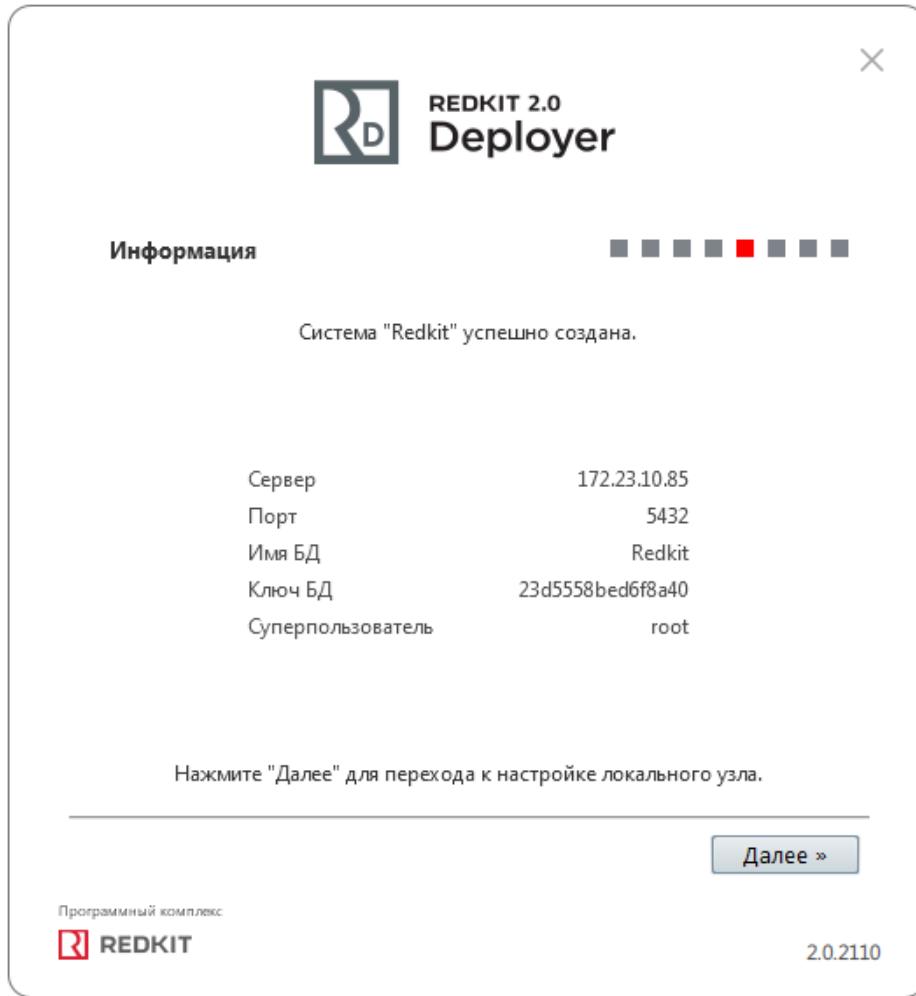 REDKIT 2.0
Deployer
Информация
Система "Redkit" успешно создана.
Сервер 172.23.10.85
Порт 5432
Имя БД Redkit
Ключ БД 23d5558bed6f8a40
Суперпользователь root
Нажмите "Далее" для перехода к настройке локального узла.
Далее »
Программный комплекс
REDKIT
2.0.2110